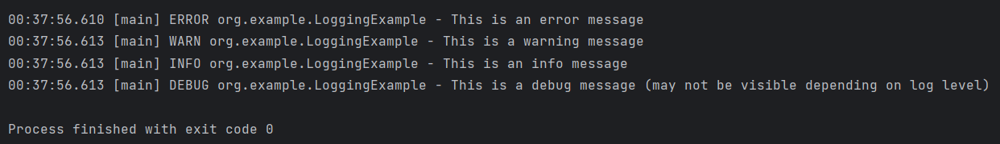 00:37:56.610 [main] ERROR org.example.LoggingExample - This is an error message
00:37:56.613 [main] WARN org.example.LoggingExample - This is a warning message
00:37:56.613 [main] INFO org.example.LoggingExample - This is an info message
00:37:56.613 [main] DEBUG org.example.LoggingExample - This is a debug message (may not be visible depending on log level)
Process finished with exit code 0